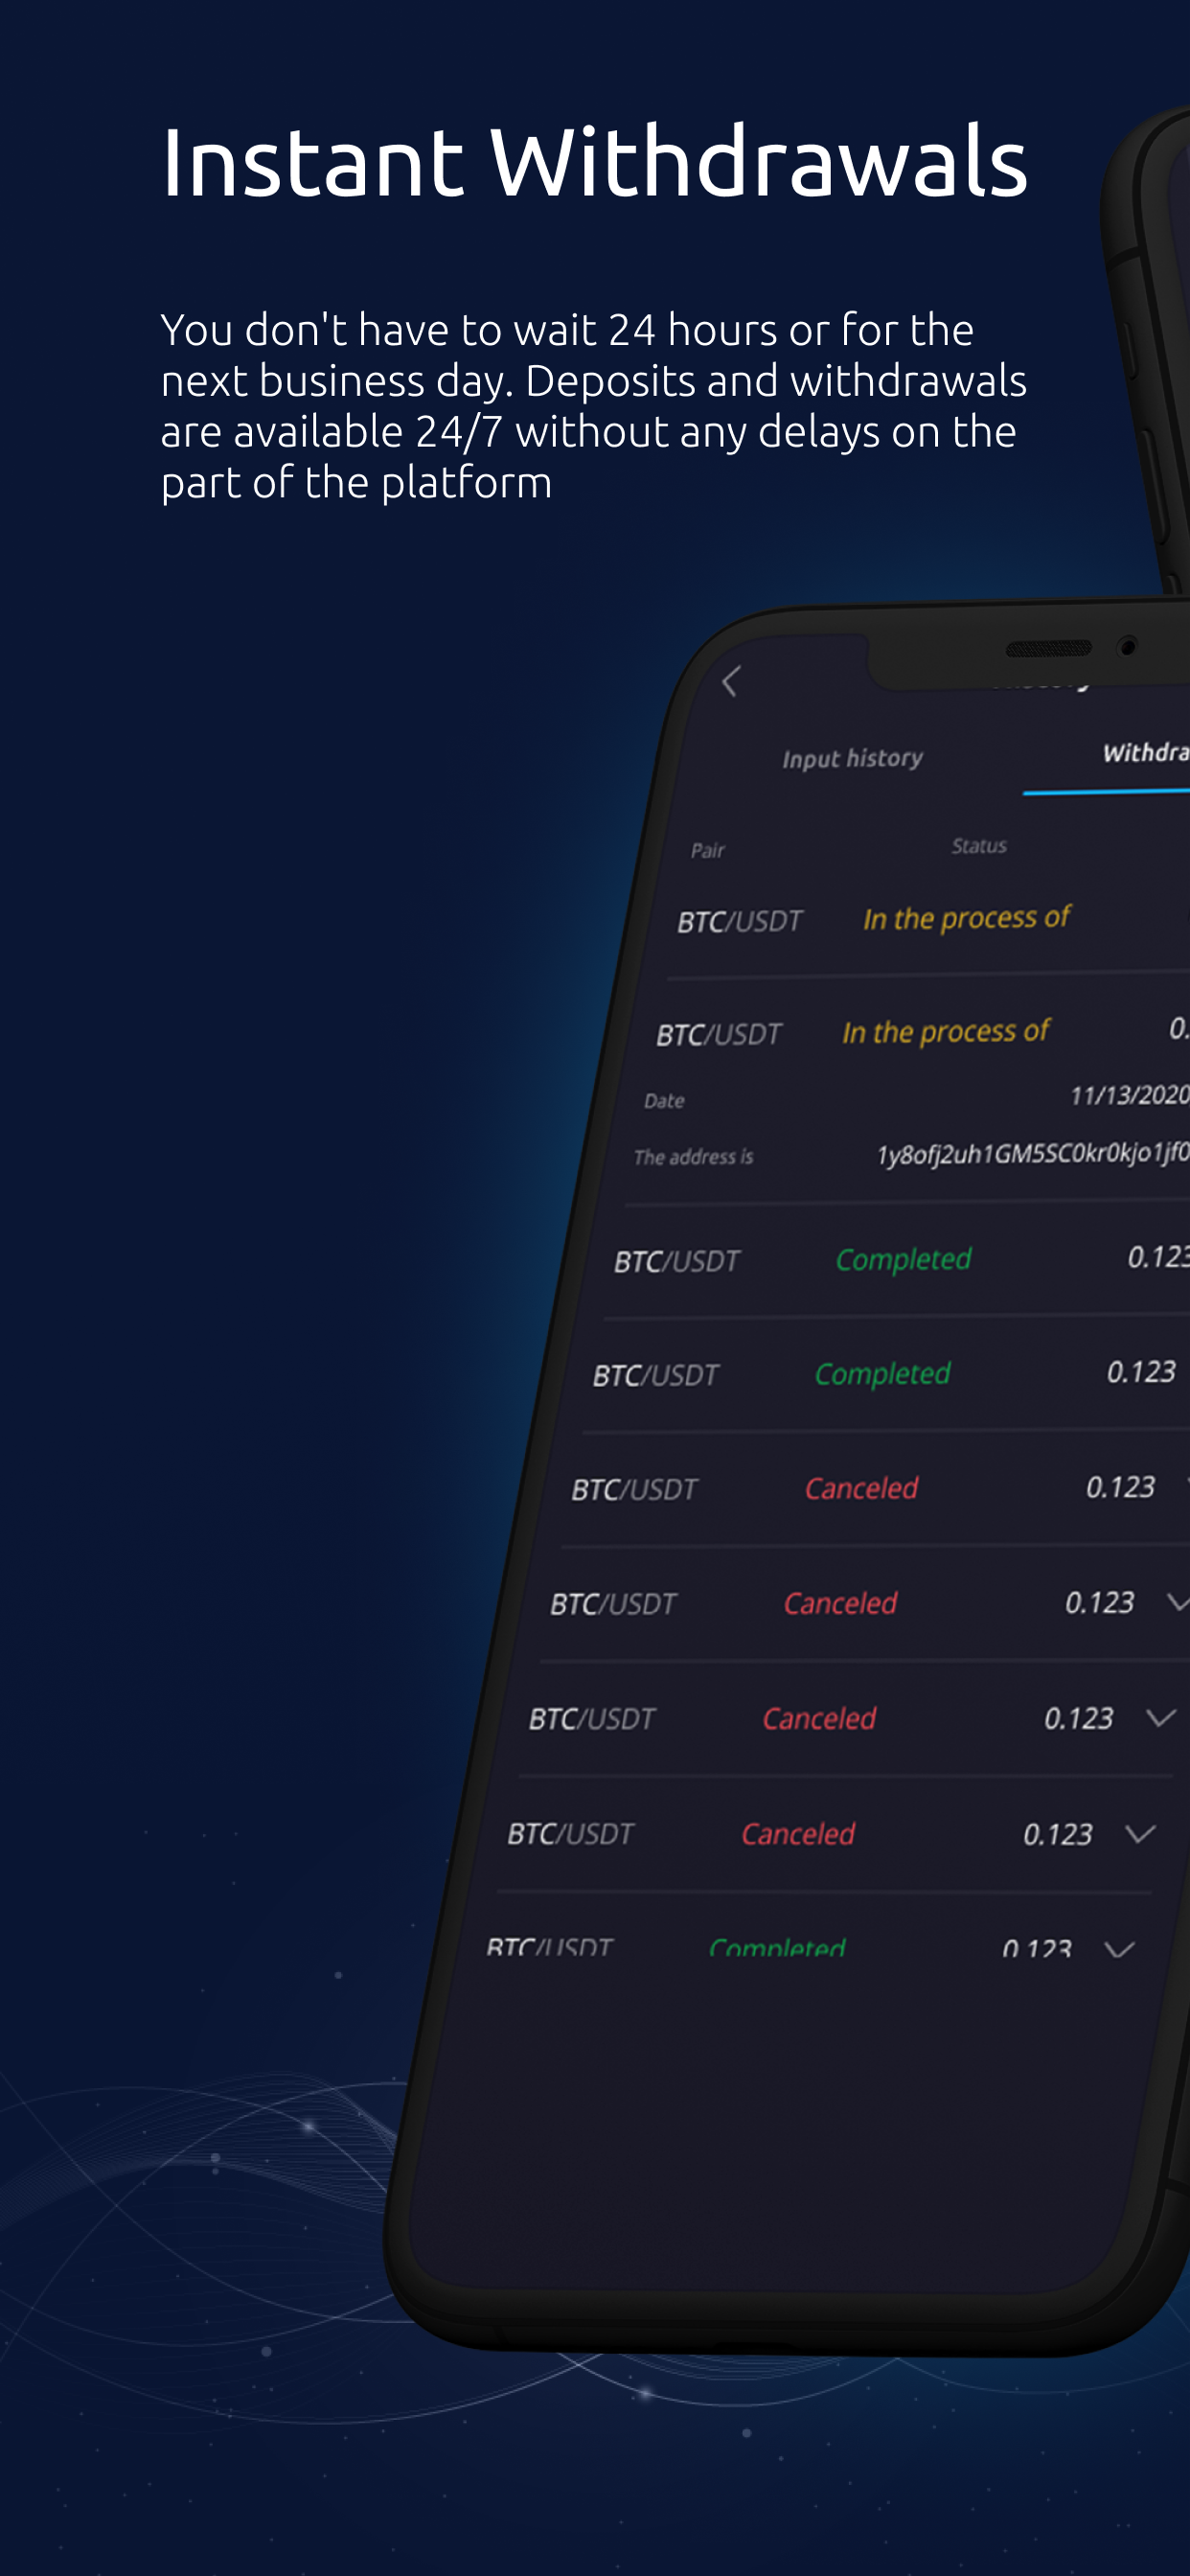 Instant Withdrawals
You don't have to wait 24 hours or for the
next business day. Deposits and withdrawals
are available 24/7 without any delays on the
part of the platform
Input history
Withdra
Pair Status
BTC/USDT In the process of
BTC/USDT In the process of 0.
Date 11/13/2020
The address is 1y8ofj2uh1GM5SC0kr0kjo1jf0
BTC/USDT Completed 0.123
BTC/USDT Completed 0.123
BTC/USDT Canceled 0.123
BTC/USDT Canceled 0.123
BTC/USDT Canceled 0.123
BTC/USDT Canceled 0.123
BTC/USDT Completed 0.123